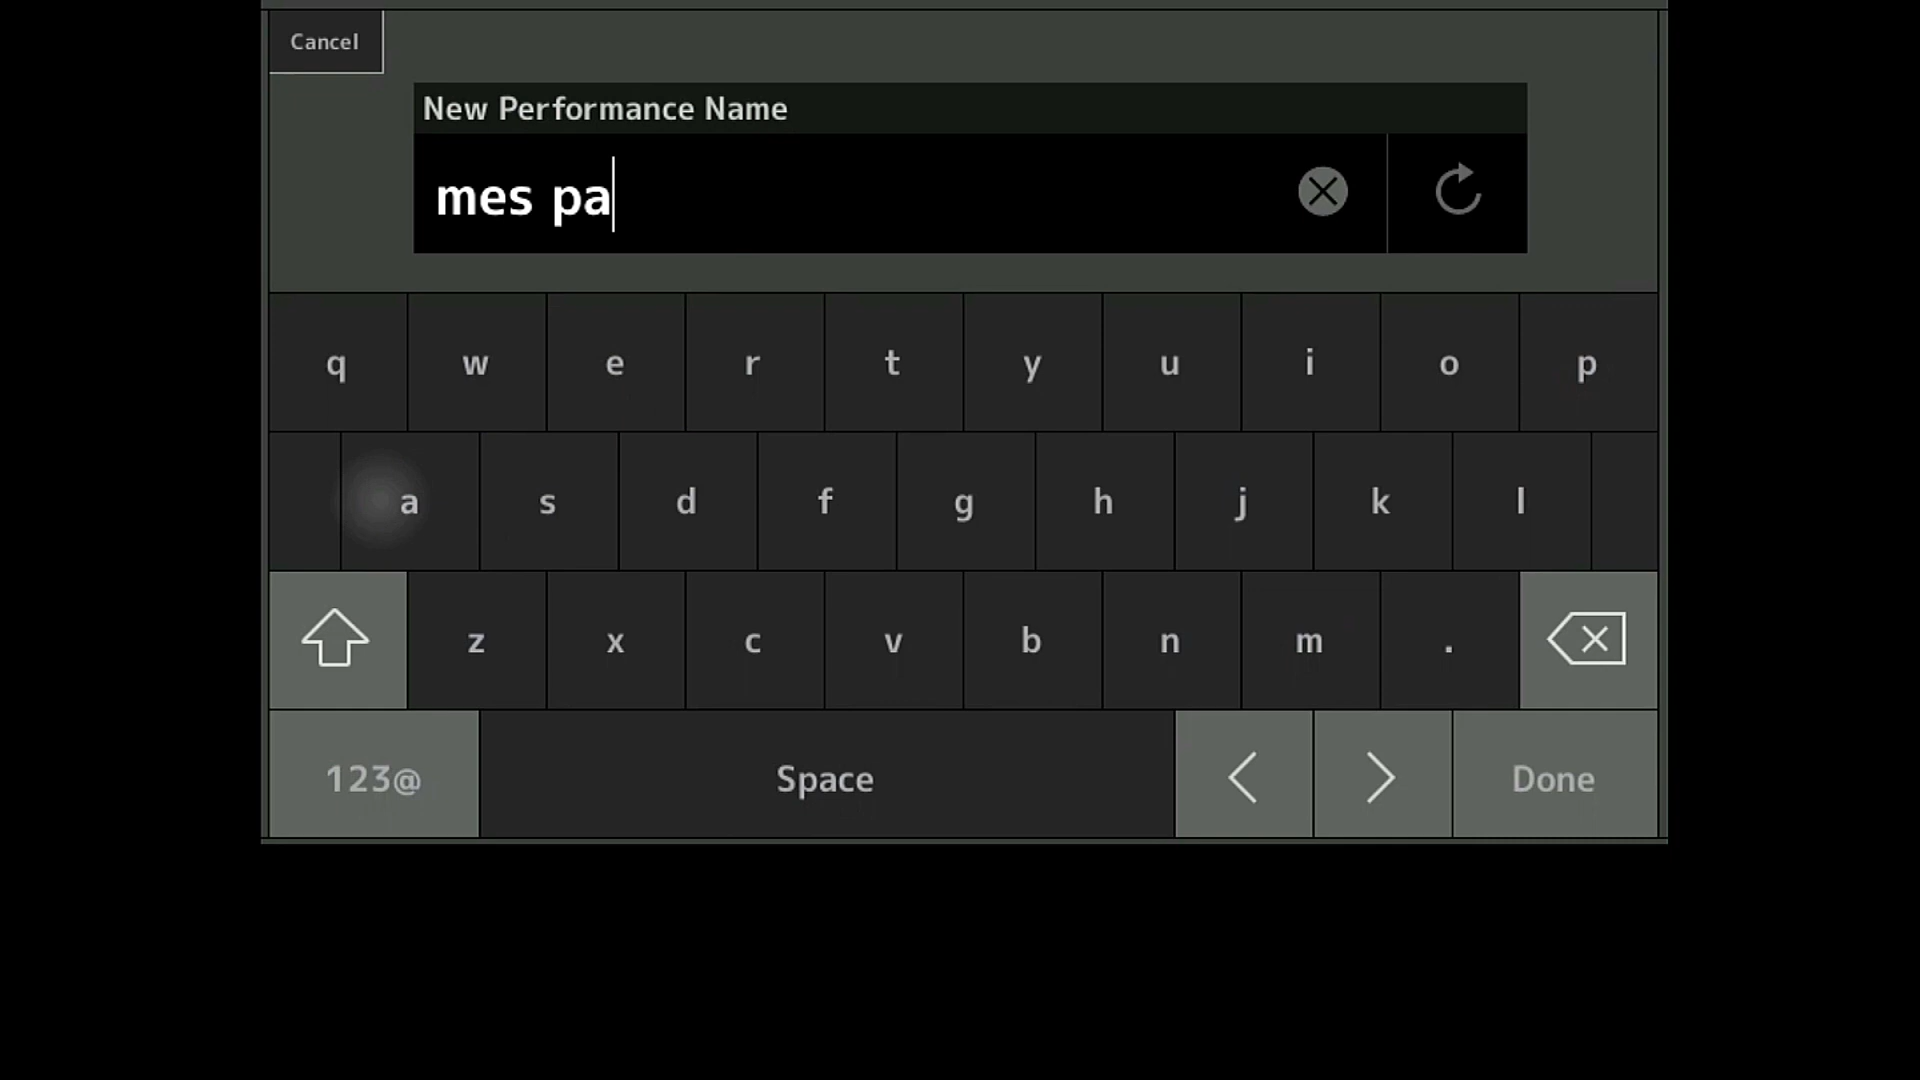 Cancel
New Performance Name
mes pa
q w e r t y u i o p
a s d f g h j k l
z x c v b n m .
123@ Space Done